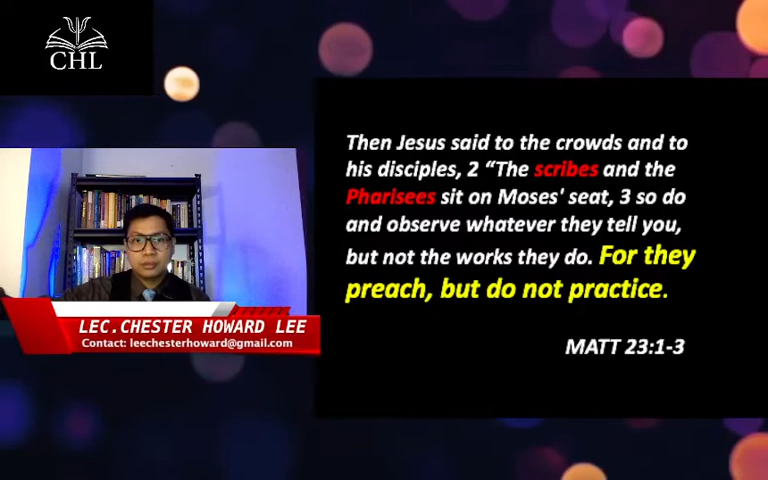 CHL
Then Jesus said to the crowds and to
his disciples, 2 “The scribes and the
Pharisees sit on Moses' seat, 3 so do
and observe whatever they tell you,
but not the works they do. For they
preach, but do not practice.
MATT 23:1-3
LEC.CHESTER HOWARD LEE
Contact: leechesterhoward@gmail.com